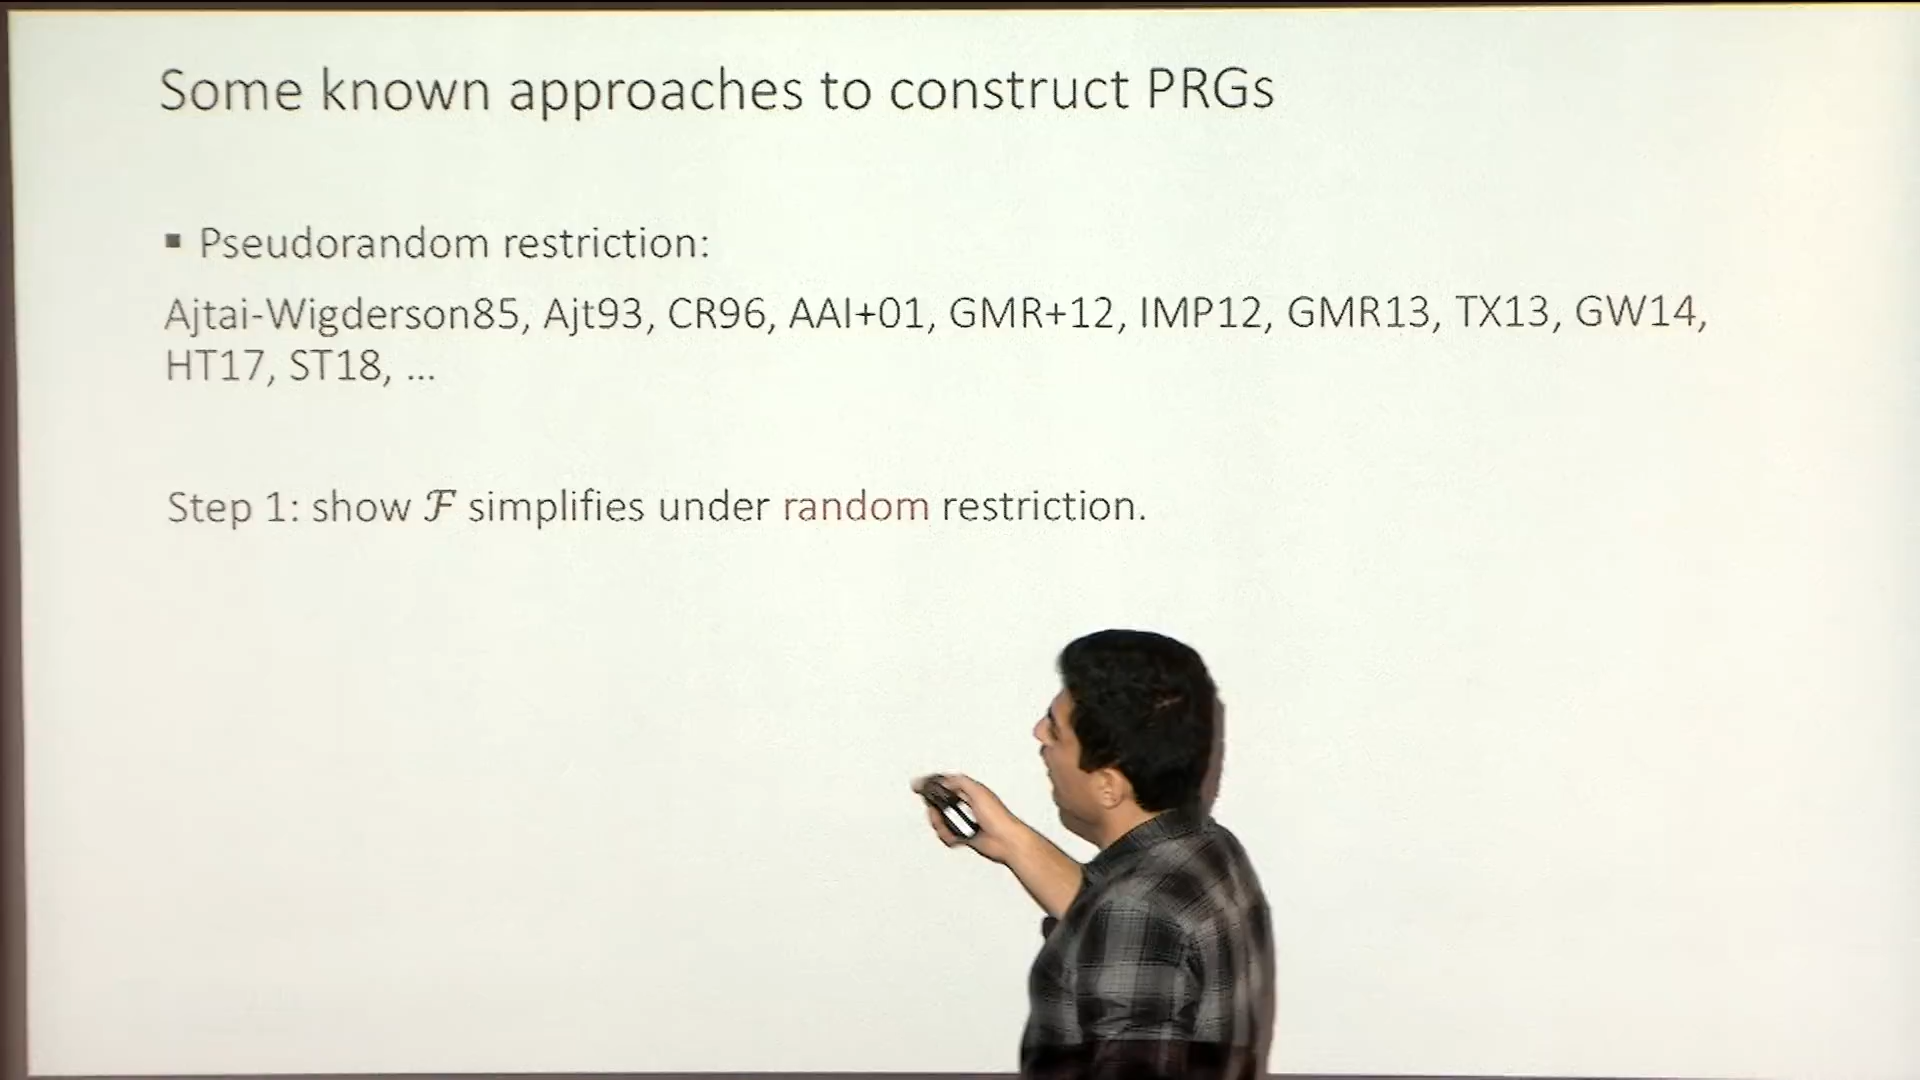 Some known approaches to construct PRGs
▪ Pseudorandom restriction:
Ajtai-Wigderson85, Ajt93, CR96, AAI+01, GMR+12, IMP12, GMR13, TX13, GW14,
HT17, ST18, ...
Step 1: show ℱ simplifies under random restriction.